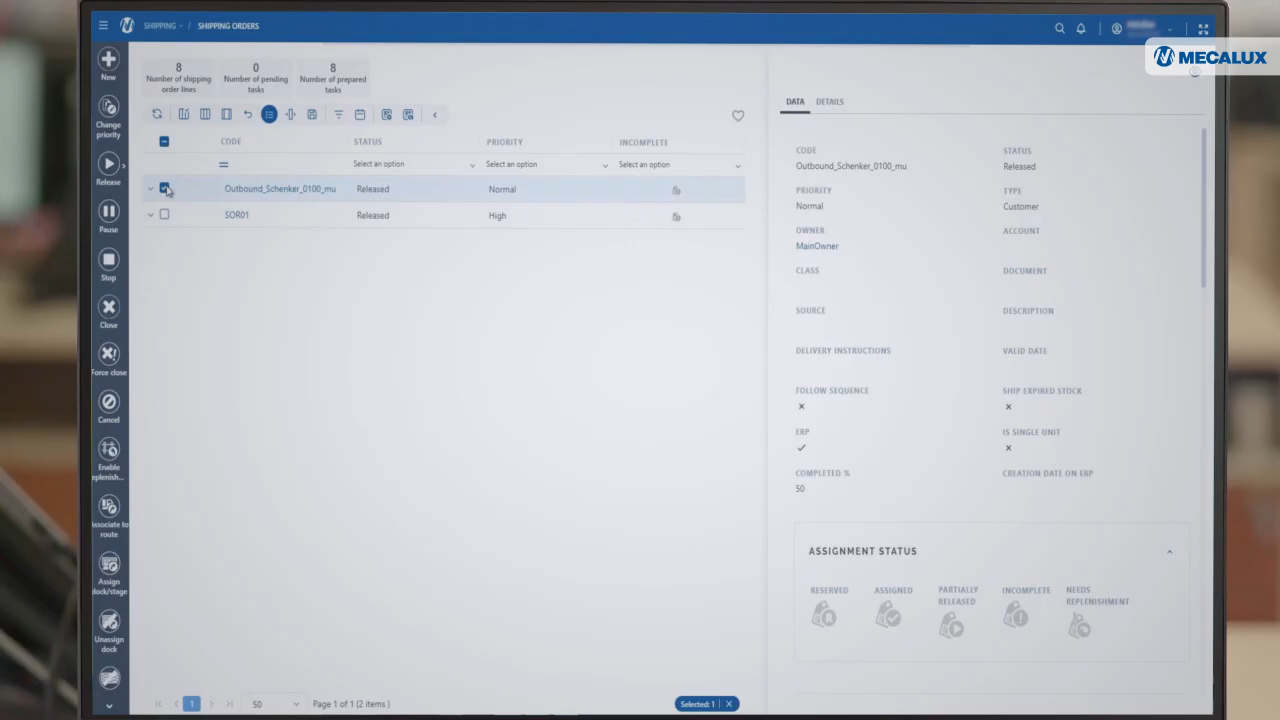 SHIPPING / SHIPPING ORDERS
MECALUX
New
Change
priority
Release
Pause
Stop
Close
Force close
Cancel
Enable
eplenish...
ssociate to
route
Assign
dock/stage
Unassign
dock
8
Number of shipping
order lines
0
Number of pending
tasks
8
Number of prepared
tasks
CODE STATUS PRIORITY INCOMPLETE
Select an option Select an option Select an option
Outbound_Schenker_0100_mu Released Normal
SOR01 Released High
1 50 Page 1 of 1 (2 items )
Selected: 1 X
DATA DETAILS
CODE STATUS
Outbound_Schenker_0100_mu Released
PRIORITY TYPE
Normal Customer
OWNER ACCOUNT
MainOwner
CLASS DOCUMENT
SOURCE DESCRIPTION
DELIVERY INSTRUCTIONS VALID DATE
FOLLOW SEQUENCE SHIP EXPIRED STOCK
ERP IS SINGLE UNIT
COMPLETED % CREATION DATE ON ERP
50
ASSIGNMENT STATUS
RESERVED ASSIGNED PARTIALLY RELEASED INCOMPLETE NEEDS REPLENISHMENT